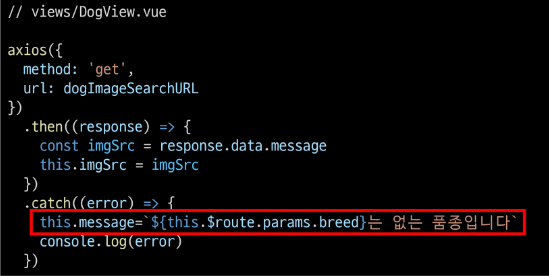 // views/DogView.vue
axios({
method: 'get',
url: dogImageSearchURL
})
.then((response) => {
const imgSrc = response.data.message
this.imgSrc = imgSrc
})
.catch((error) => {
this.message=`${this.$route.params.breed}는 없는 품종입니다`
console.log(error)
})